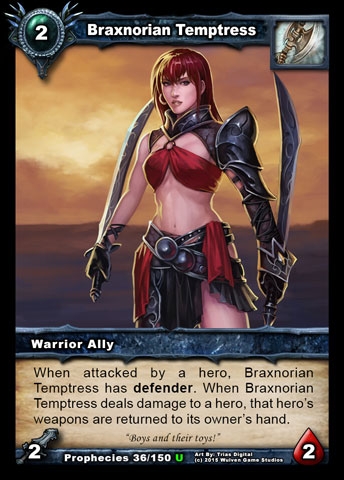 2
Braxnorian Temptress
Warrior Ally
When attacked by a hero, Braxnorian
Temptress has defender. When Braxnorian
Temptress deals damage to a hero, that hero's
weapons are returned to its owner's hand.
"Boys and their toys!"
2
Prophecies 36/150 U
Art By: Trias Digital
(c) 2015 Wulven Game Studios
2